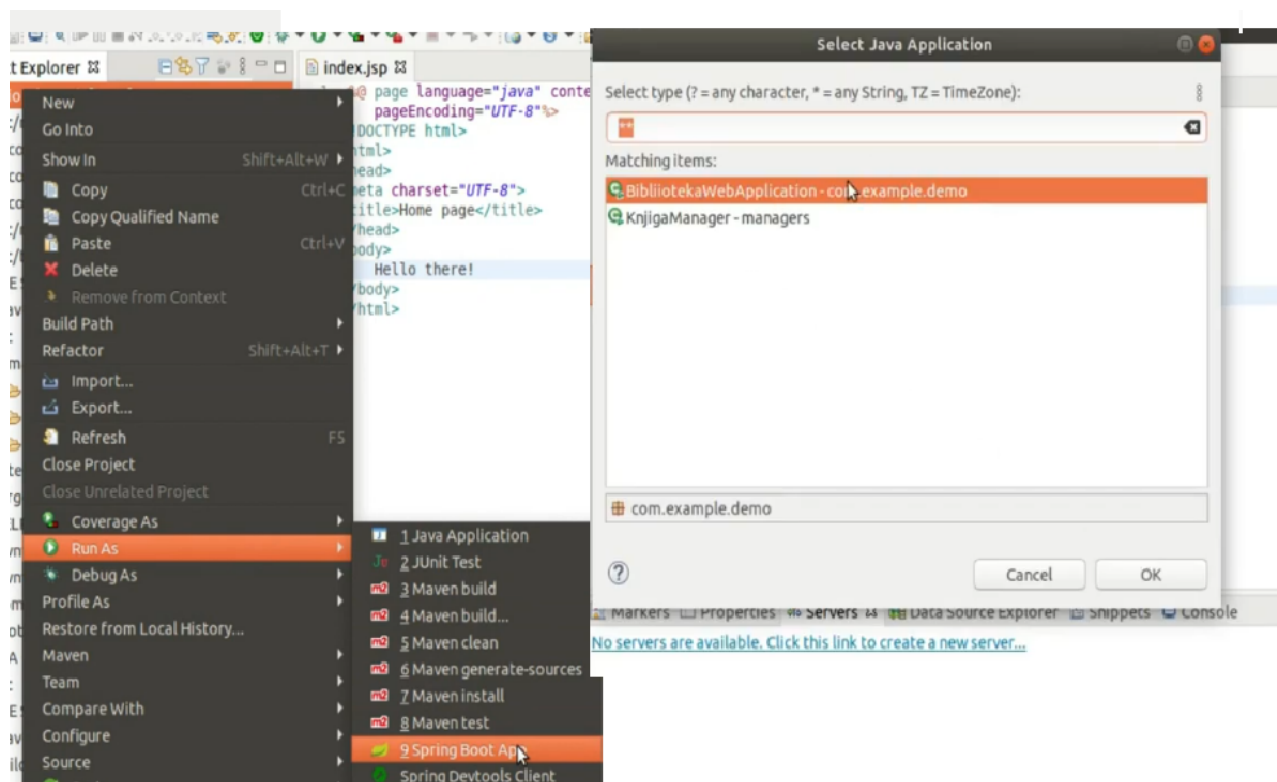 t Explorer
New
Go Into
Show In Shift+Alt+W
Copy Ctrl+C
Copy Qualified Name
Paste Ctrl+V
Delete
Remove from Context
Build Path
Refactor Shift+Alt+T
Import...
Export...
Refresh F5
Close Project
Close Unrelated Project
Coverage As
Run As
Debug As
Profile As
Restore from Local History...
Maven
Team
Compare With
Configure
Source
1 Java Application
2 JUnit Test
3 Maven build
4 Maven build...
5 Maven clean
6 Maven generate-sources
7 Maven install
8 Maven test
9 Spring Boot App
Spring Devtools Client
index.jsp
page language="java" conte
pageEncoding="UTF-8"%>
DOCTYPE html>
html>
head>
meta charset="UTF-8">
title>Home page</title>
/head>
body>
Hello there!
/body>
/html>
Select Java Application
Select type (? = any character, * = any String, TZ = TimeZone):
**
Matching items:
BibliiotekaWebApplication - com.example.demo
KnjigaManager - managers
com.example.demo
Cancel
OK
Markers Properties Servers Data Source Explorer Snippets Console
No servers are available. Click this link to create a new server...